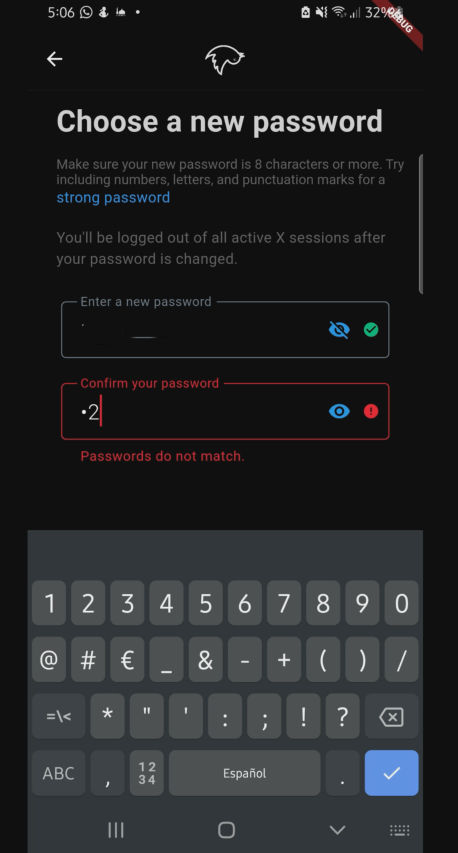 5:06
32%
DEBUG
Choose a new password
Make sure your new password is 8 characters or more. Try
including numbers, letters, and punctuation marks for a
strong password
You'll be logged out of all active X sessions after
your password is changed.
Enter a new password
Confirm your password
•2
Passwords do not match.
1 2 3 4 5 6 7 8 9 0
@ # € _ & - + ( ) /
=\< * " ' : ; ! ?
ABC , 12 34 Español .